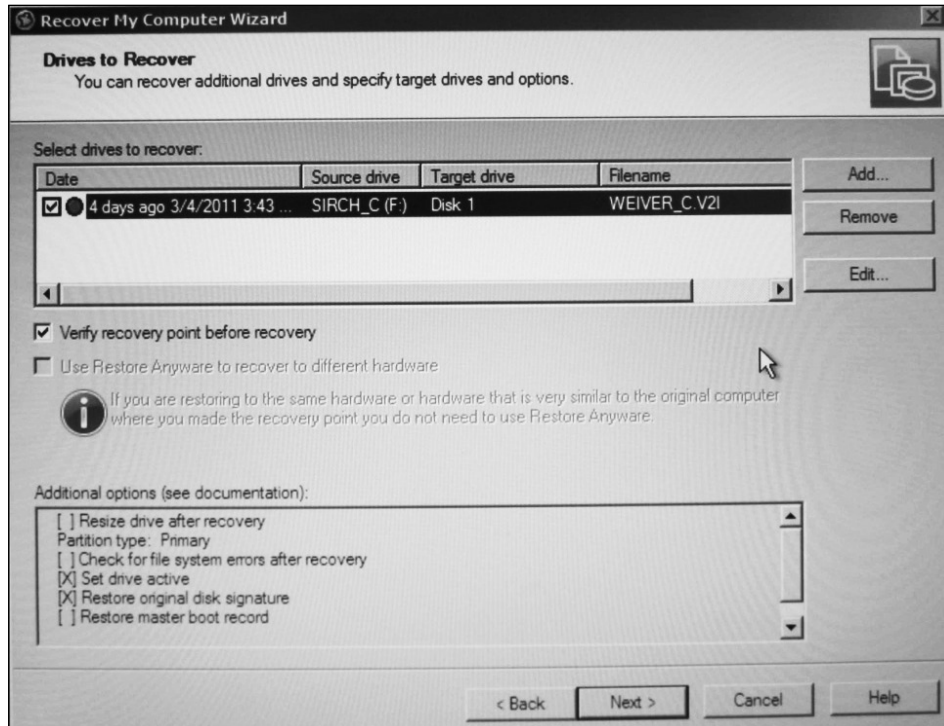 Recover My Computer Wizard
Drives to Recover
You can recover additional drives and specify target drives and options.
Select drives to recover:
Date Source drive Target drive Filename
4 days ago 3/4/2011 3:43 ... SIRCH_C (F:) Disk 1 WEIVER_C.V2I
Add...
Remove
Edit...
Verify recovery point before recovery
Use Restore Anyware to recover to different hardware
If you are restoring to the same hardware or hardware that is very similar to the original computer
where you made the recovery point you do not need to use Restore Anyware.
Additional options (see documentation):
[ ] Resize drive after recovery
Partition type: Primary
[ ] Check for file system errors after recovery
[X] Set drive active
[X] Restore original disk signature
[ ] Restore master boot record
< Back Next > Cancel Help